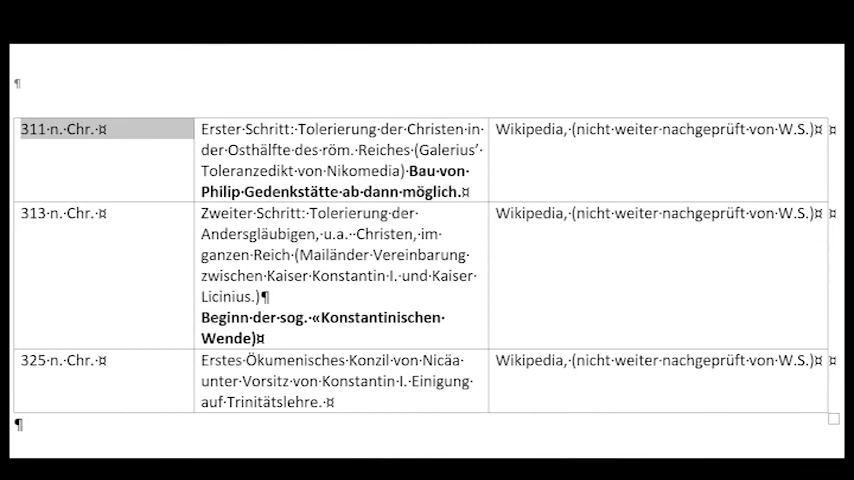 311 n. Chr.
Erster Schritt: Tolerierung der Christen in
der Osthälfte des röm. Reiches (Galerius’
Toleranzedikt von Nikomedia) Bau von
Philip Gedenkstätte ab dann möglich.
Wikipedia, (nicht weiter nachgeprüft von W.S.)
313 n. Chr.
Zweiter Schritt: Tolerierung der
Andersgläubigen, u.a. Christen, im
ganzen Reich (Mailänder Vereinbarung
zwischen Kaiser Konstantin I. und Kaiser
Licinius.)
Beginn der sog. «Konstantinischen
Wende)
Wikipedia, (nicht weiter nachgeprüft von W.S.)
325 n. Chr.
Erstes Ökumenisches Konzil von Nicäa
unter Vorsitz von Konstantin I. Einigung
auf Trinitätslehre.
Wikipedia, (nicht weiter nachgeprüft von W.S.)